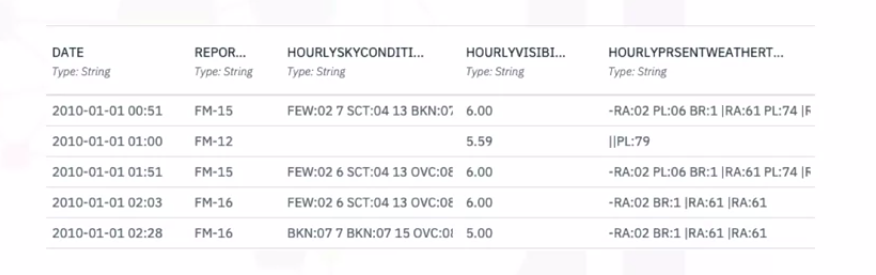 DATE REPOR... HOURLYSKYCONDITI... HOURLYVISIBI... HOURLYPRSENTWEATHERT...
Type: String Type: String Type: String Type: String Type: String
2010-01-01 00:51 FM-15 FEW:02 7 SCT:04 13 BKN:07 6.00 -RA:02 PL:06 BR:1 |RA:61 PL:74 |R
2010-01-01 01:00 FM-12 5.59 ||PL:79
2010-01-01 01:51 FM-15 FEW:02 6 SCT:04 13 OVC:08 6.00 -RA:02 PL:06 BR:1 |RA:61 PL:74 |R
2010-01-01 02:03 FM-16 FEW:02 6 SCT:04 13 OVC:08 6.00 -RA:02 BR:1 |RA:61 |RA:61
2010-01-01 02:28 FM-16 BKN:07 7 BKN:07 15 OVC:08 5.00 -RA:02 BR:1 |RA:61 |RA:61